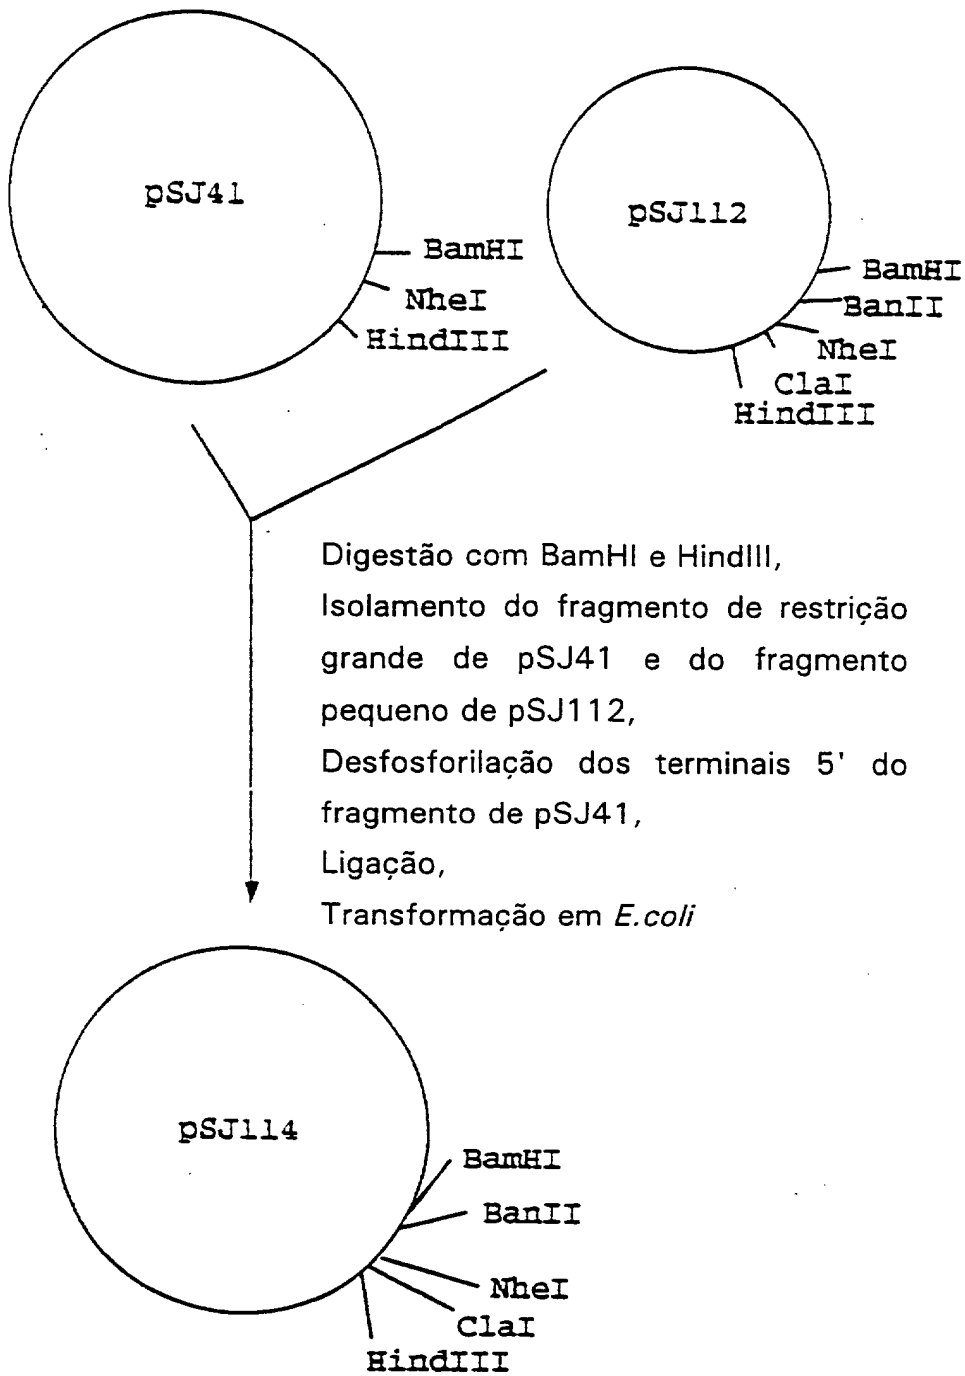 pSJ41
BamHI
NheI
HindIII
pSJ112
BamHI
BanII
NheI
ClaI
HindIII
Digestão com BamHI e HindIII,
Isolamento do fragmento de restrição
grande de pSJ41 e do fragmento
pequeno de pSJ112,
Desfosforilação dos terminais 5' do
fragmento de pSJ41,
Ligação,
Transformação em E.coli
pSJ114
BamHI
BanII
NheI
ClaI
HindIII